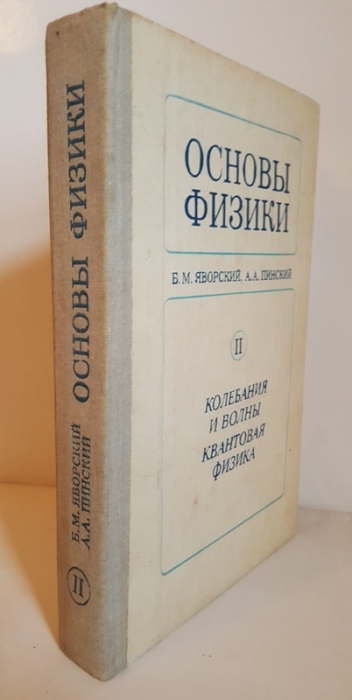 ОСНОВЫ ФИЗИКИ
Б.М. ЯВОРСКИЙ
А.А. ПИНСКИЙ
II
ОСНОВЫ
ФИЗИКИ
Б.М. ЯВОРСКИЙ, А.А. ПИНСКИЙ
II
КОЛЕБАНИЯ
И ВОЛНЫ
КВАНТОВАЯ
ФИЗИКА